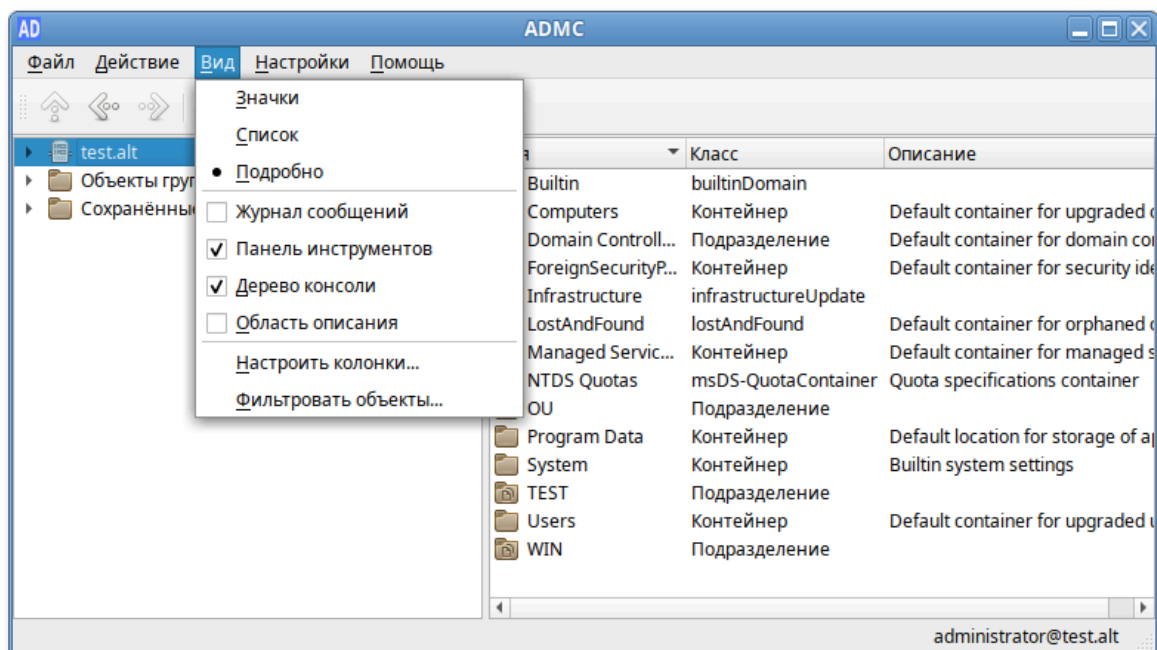 AD ADMC
Файл Действие Вид Настройки Помощь
Значки
Список
Подробно
Журнал сообщений
Панель инструментов
Дерево консоли
Область описания
Настроить колонки...
Фильтровать объекты...
test.alt
Объекты
Класс Описание
Builtin builtinDomain
Computers Контейнер Default container for upgraded
Domain Controll... Подразделение Default container for domain
ForeignSecurityP... Контейнер Default container for security
Infrastructure infrastructureUpdate
LostAndFound lostAndFound Default container for orphaned
Managed Servic... Контейнер Default container for managed
NTDS Quotas msDS-QuotaContainer Quota specifications container
OU Подразделение
Program Data Контейнер Default location for storage of
System Контейнер Builtin system settings
TEST Подразделение
Users Контейнер Default container for upgraded
WIN Подразделение
administrator@test.alt